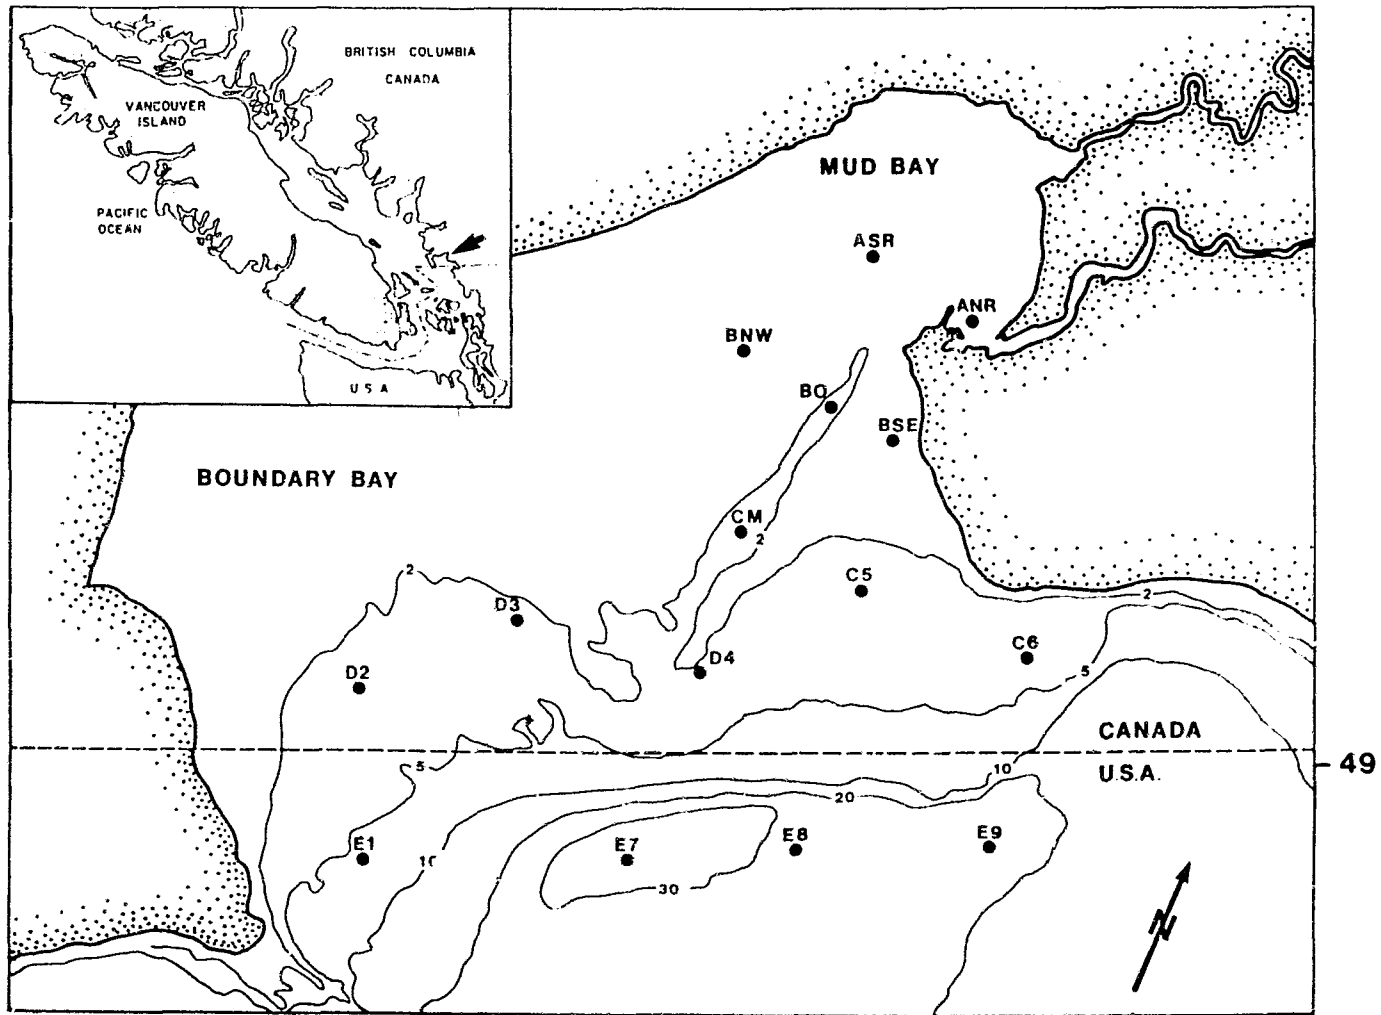 BRITISH COLUMBIA
CANADA
VANCOUVER
ISLAND
PACIFIC
OCEAN
U S A
MUD BAY
ASR
ANR
BNW
BO
BSE
BOUNDARY BAY
CM
2
2
C5
D3
2
C6
D4
D2
5
CANADA
49
U.S.A.
5
10
20
E1
E7
E8
E9
10
30
N